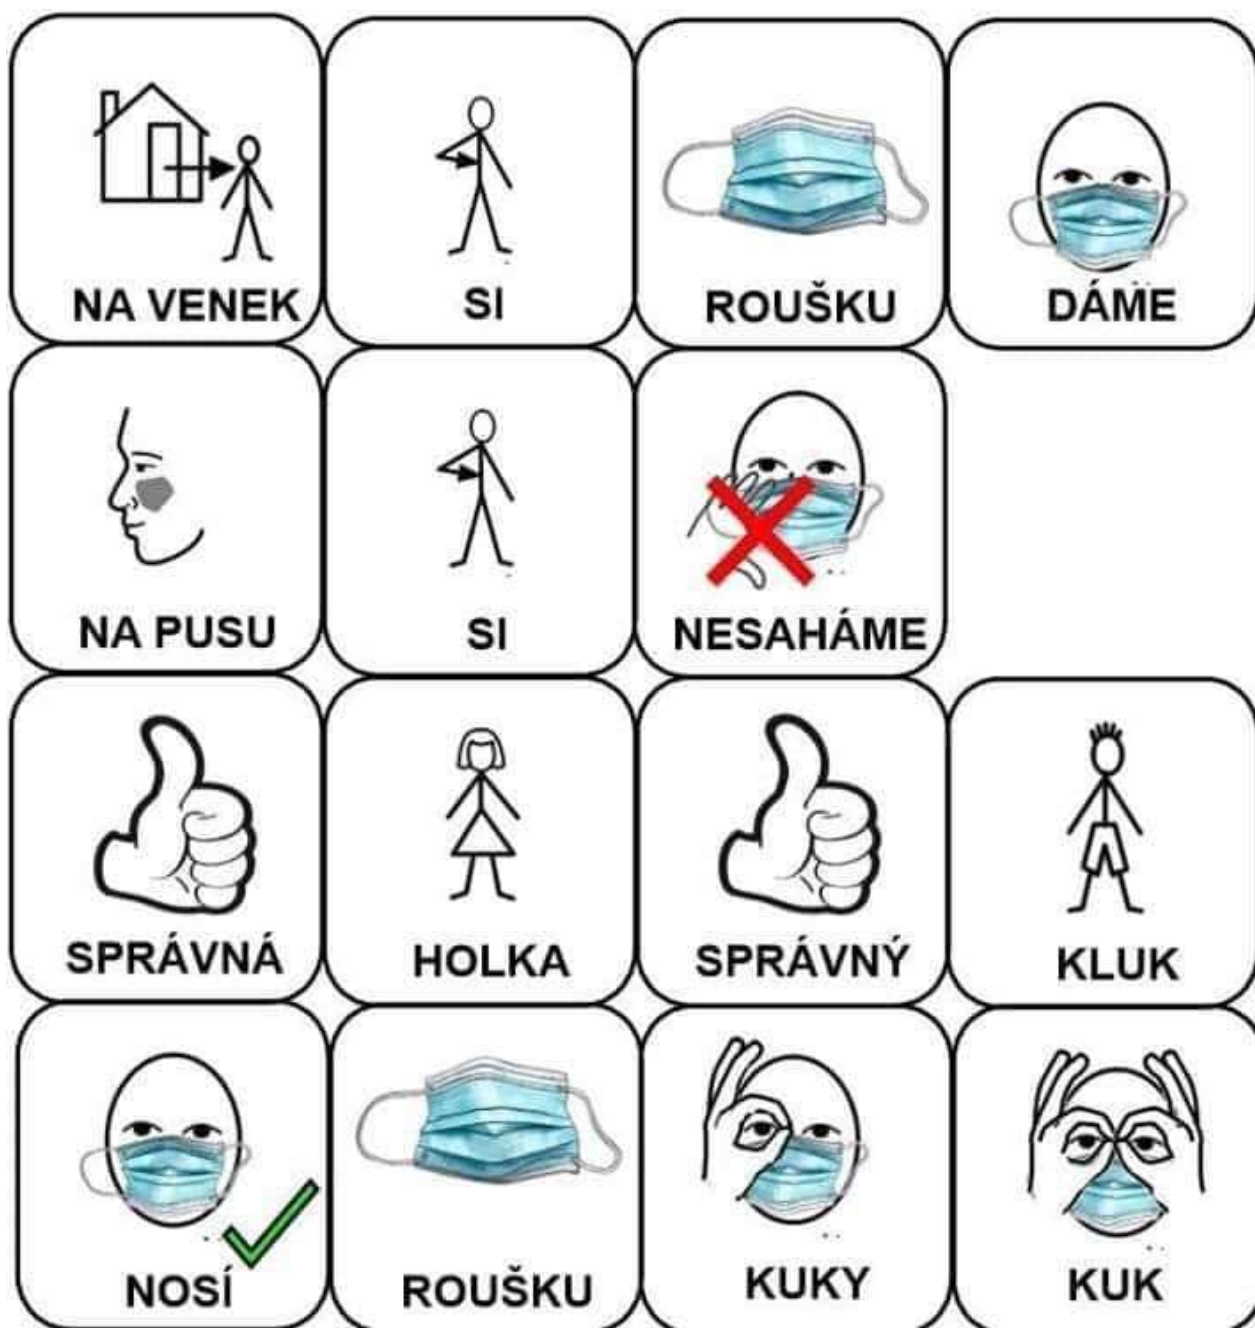 NA VENEK SI ROUŠKU DÁME
NA PUSU SI NESAHÁME
SPRÁVNÁ HOLKA SPRÁVNÝ KLUK
NOSÍ ROUŠKU KUKY KUK